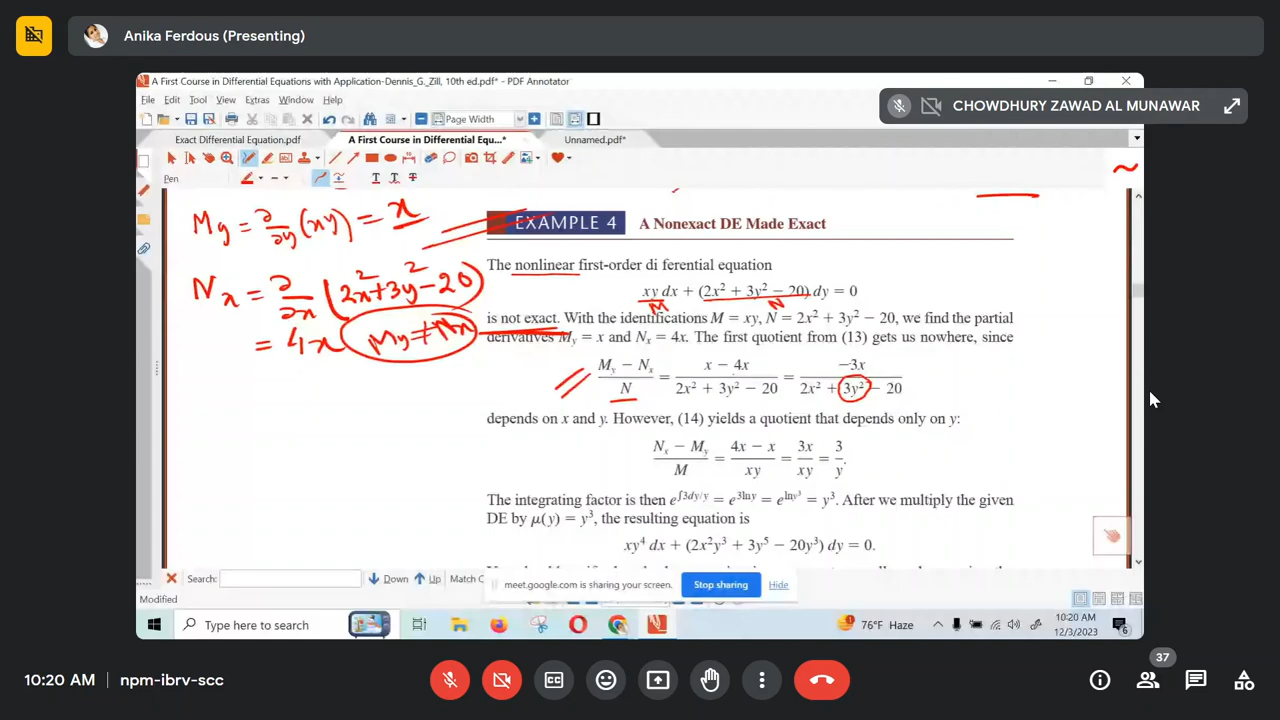 Anika Ferdous (Presenting)
A First Course in Differential Equations with Application-Dennis_G._Zill, 10th ed.pdf* - PDF Annotator
File Edit Tool View Extras Window Help
CHOWDHURY ZAWAD AL MUNAWAR
Page Width
Exact Differential Equation.pdf
A First Course in Differential Equ...*
Unnamed.pdf*
Pen
My = ∂/∂y (xy) = x
Nx = ∂/∂x (2x²+3y²-20)
= 4x My ≠ Nx
EXAMPLE 4 A Nonexact DE Made Exact
The nonlinear first-order di ferential equation
xy dx + (2x² + 3y² − 20) dy = 0
M N
is not exact. With the identifications M = xy, N = 2x² + 3y² − 20, we find the partial
derivatives My = x and Nx = 4x. The first quotient from (13) gets us nowhere, since
(My − Nx)/N = (x − 4x)/(2x² + 3y² − 20) = −3x/(2x² + 3y² − 20)
depends on x and y. However, (14) yields a quotient that depends only on y:
(Nx − My)/M = (4x − x)/xy = 3x/xy = 3/y.
The integrating factor is then e^∫3dy/y = e^3lny = e^lny³ = y³. After we multiply the given
DE by μ(y) = y³, the resulting equation is
xy⁴ dx + (2x²y³ + 3y⁵ − 20y³) dy = 0.
Search: Down Up Match C
meet.google.com is sharing your screen. Stop sharing Hide
Modified
Type here to search
76°F Haze
10:20 AM
12/3/2023
6
37
10:20 AM npm-ibrv-scc